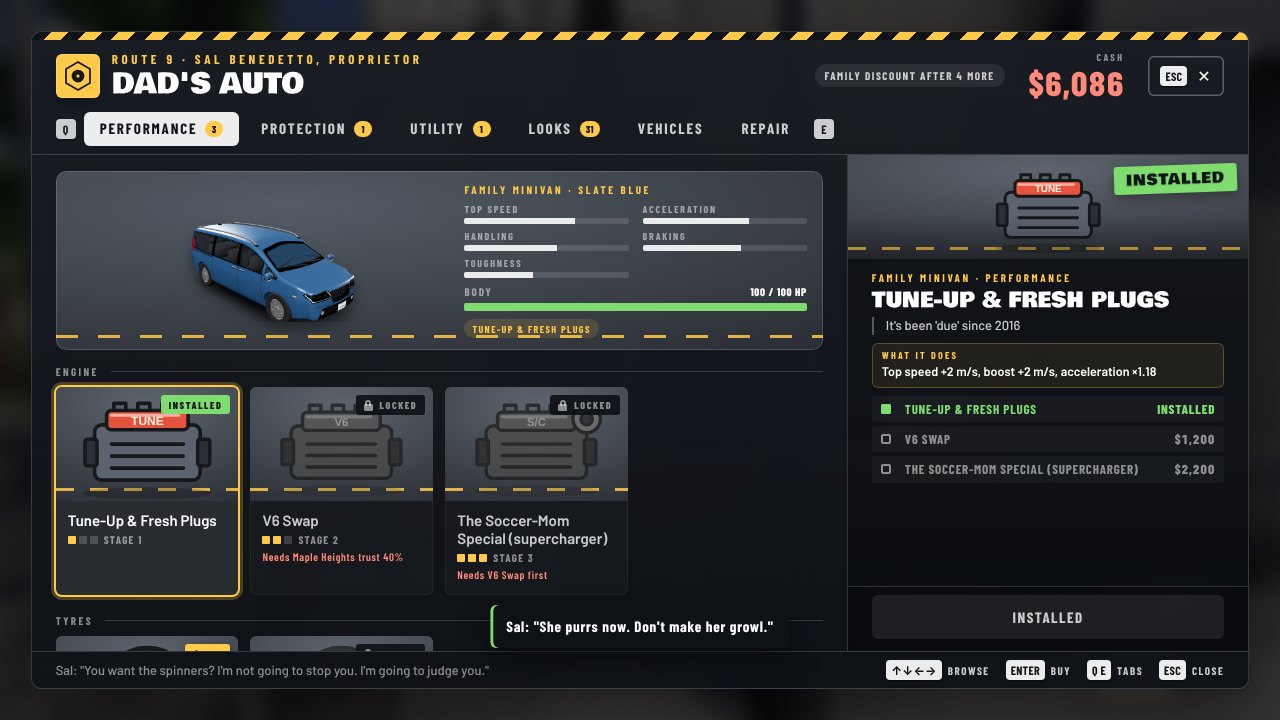 ROUTE 9 · SAL BENEDETTO, PROPRIETOR
DAD'S AUTO
FAMILY DISCOUNT AFTER 4 MORE
CASH
$6,086
ESC ✕
Q PERFORMANCE 3 PROTECTION 1 UTILITY 1 LOOKS 31 VEHICLES REPAIR E
FAMILY MINIVAN · SLATE BLUE
TOP SPEED
ACCELERATION
HANDLING
BRAKING
TOUGHNESS
BODY 100 / 100 HP
TUNE-UP & FRESH PLUGS
ENGINE
INSTALLED
TUNE
Tune-Up & Fresh Plugs
STAGE 1
LOCKED
V6
V6 Swap
STAGE 2
Needs Maple Heights trust 40%
LOCKED
S/C
The Soccer-Mom
Special (supercharger)
STAGE 3
Needs V6 Swap first
TYRES
TUNE
INSTALLED
FAMILY MINIVAN · PERFORMANCE
TUNE-UP & FRESH PLUGS
It's been 'due' since 2016
WHAT IT DOES
Top speed +2 m/s, boost +2 m/s, acceleration ×1.18
TUNE-UP & FRESH PLUGS INSTALLED
V6 SWAP $1,200
THE SOCCER-MOM SPECIAL (SUPERCHARGER) $2,200
INSTALLED
Sal: "She purrs now. Don't make her growl."
Sal: "You want the spinners? I'm not going to stop you. I'm going to judge you."
↑↓←→ BROWSE ENTER BUY Q E TABS ESC CLOSE